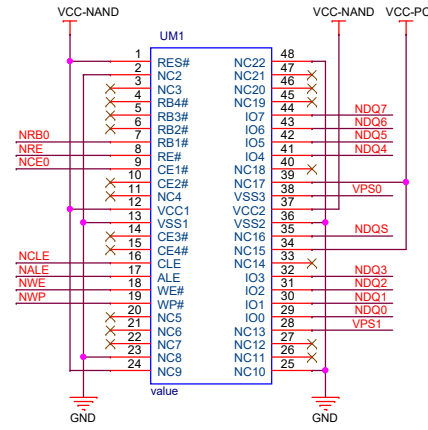 VCC-NAND VCC-NAND VCC-PC
UM1
1 RES# NC22 48
2 NC2 NC21 47
3 NC3 NC20 46
4 RB4# NC19 45
5 RB3# IO7 44 NDQ7
6 RB2# IO6 43 NDQ6
NRB0 7 RB1# IO5 42 NDQ5
NRE 8 RE# IO4 41 NDQ4
NCE0 9 CE1# NC18 40
10 CE2# NC17 39
11 NC4 VSS3 38 VPS0
12 VCC1 VCC2 37
13 VSS1 VSS2 36
14 CE3# NC16 35 NDQS
15 CE4# NC15 34
NCLE 16 CLE NC14 33
NALE 17 ALE IO3 32 NDQ3
NWE 18 WE# IO2 31 NDQ2
NWP 19 WP# IO1 30 NDQ1
20 NC5 IO0 29 NDQ0
21 NC6 NC13 28 VPS1
22 NC7 NC12 27
23 NC8 NC11 26
24 NC9 NC10 25
value
GND GND